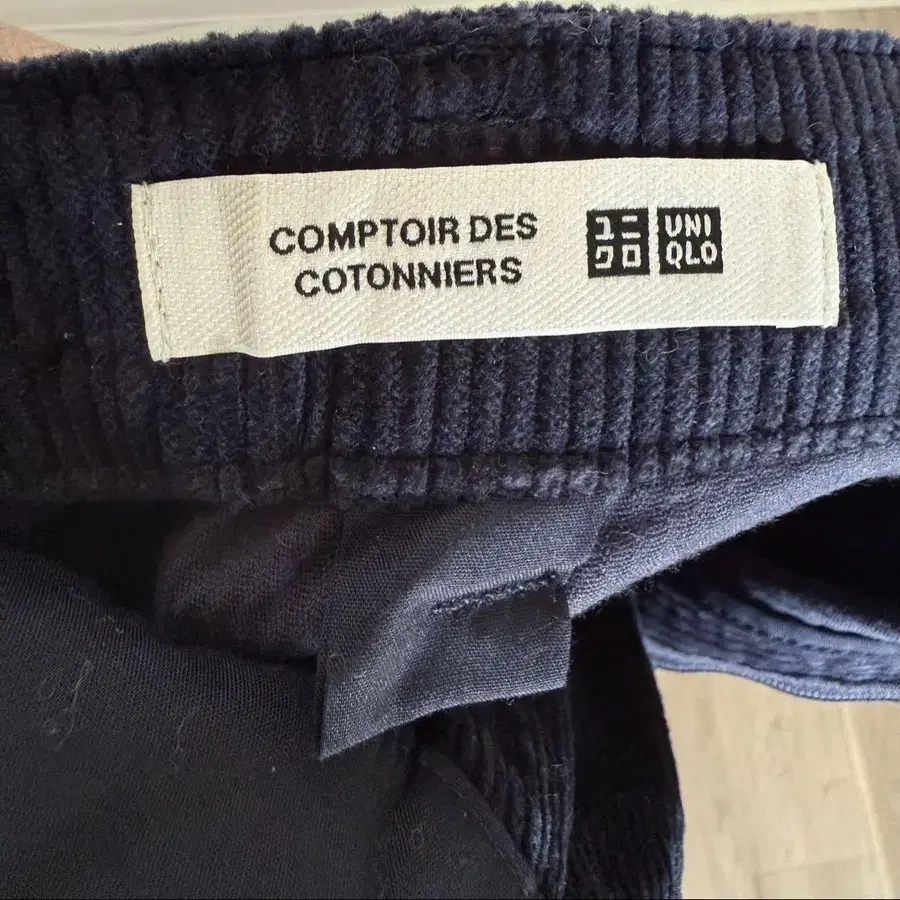 COMPTOIR DES
COTONNIERS
ユニ
クロ
UNI
QLO